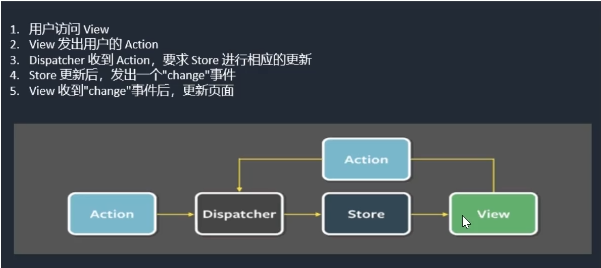 1. 用户访问 View
2. View 发出用户的 Action
3. Dispatcher 收到 Action，要求 Store 进行相应的更新
4. Store 更新后，发出一个"change"事件
5. View 收到"change"事件后，更新页面
Action
Action
Dispatcher
Store
View